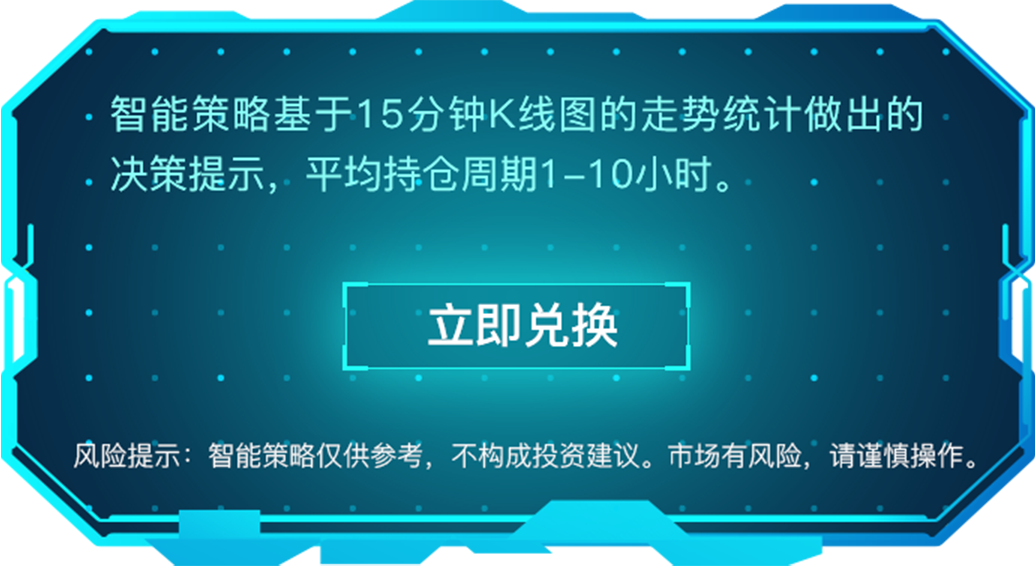 智能策略基于15分钟K线图的走势统计做出的
决策提示，平均持仓周期1-10小时。
立即兑换
风险提示：智能策略仅供参考，不构成投资建议。市场有风险，请谨慎操作。